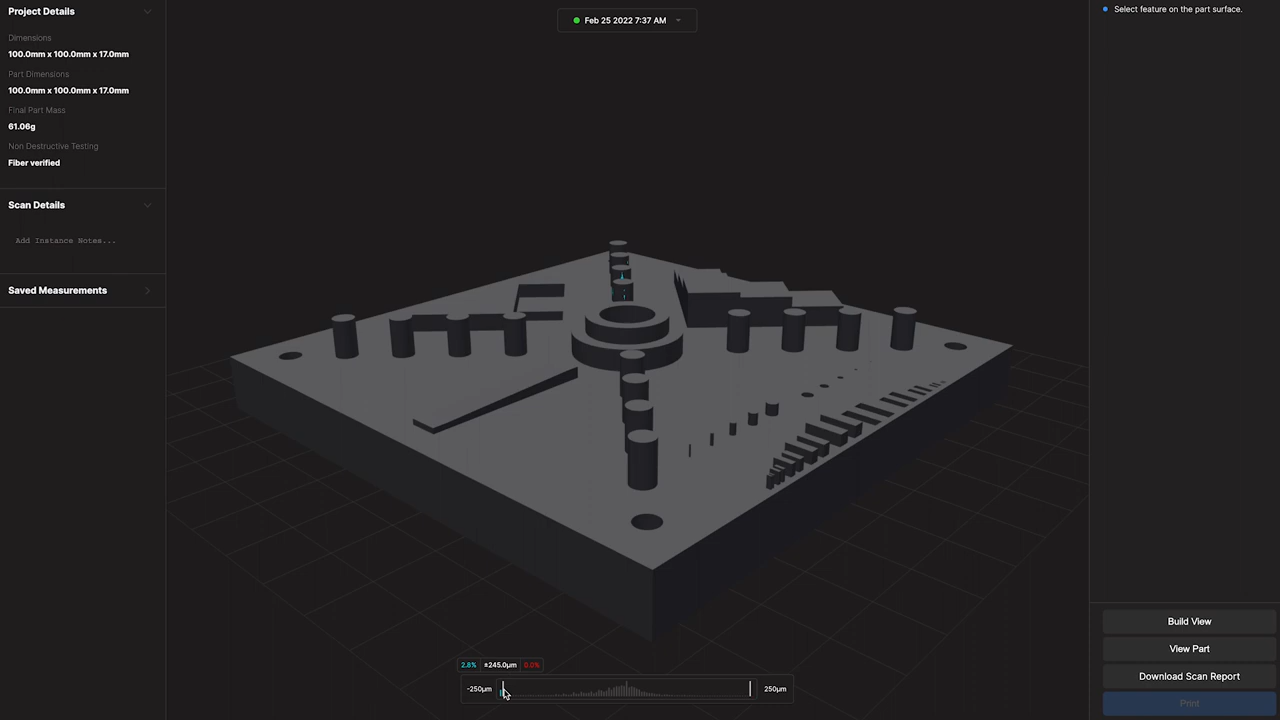 Project Details
Dimensions
100.0mm x 100.0mm x 17.0mm
Part Dimensions
100.0mm x 100.0mm x 17.0mm
Final Part Mass
61.06g
Non Destructive Testing
Fiber verified
Scan Details
Add Instance Notes...
Saved Measurements
Feb 25 2022 7:37 AM
2.8% ±245.0μm 0.0%
-250μm 250μm
Select feature on the part surface.
Build View
View Part
Download Scan Report
Print